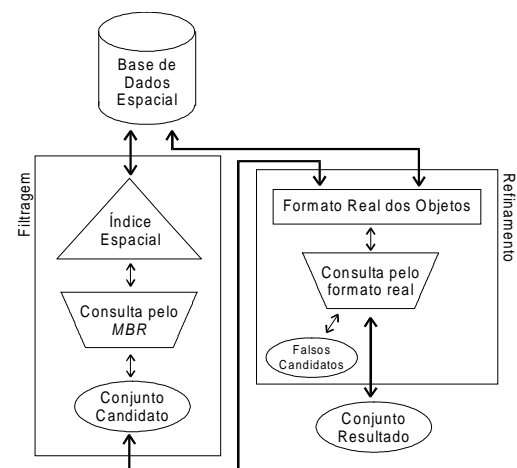 Base de
Dados
Espacial
Filtragem
Índice
Espacial
Consulta pelo
MBR
Conjunto
Candidato
Refinamento
Formato Real dos Objetos
Consulta pelo
formato real
Falsos
Candidatos
Conjunto
Resultado